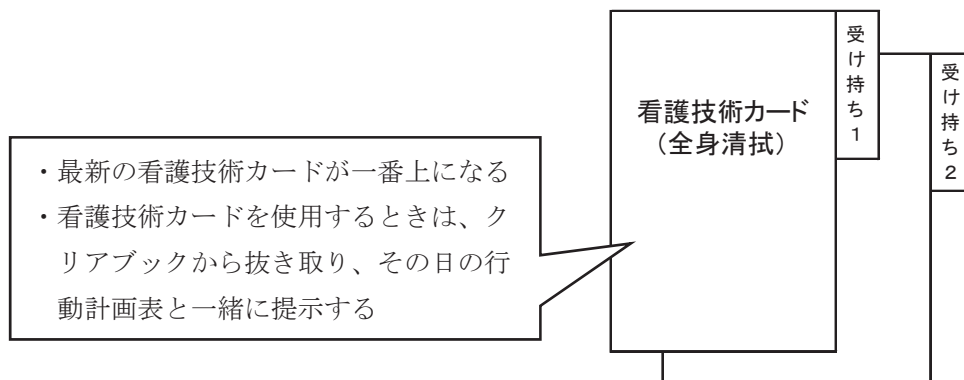 看護技術カード
（全身清拭）
受け持ち1
受け持ち2
・最新の看護技術カードが一番上になる
・看護技術カードを使用するときは、ク
リアブックから抜き取り、その日の行
動計画表と一緒に提示する